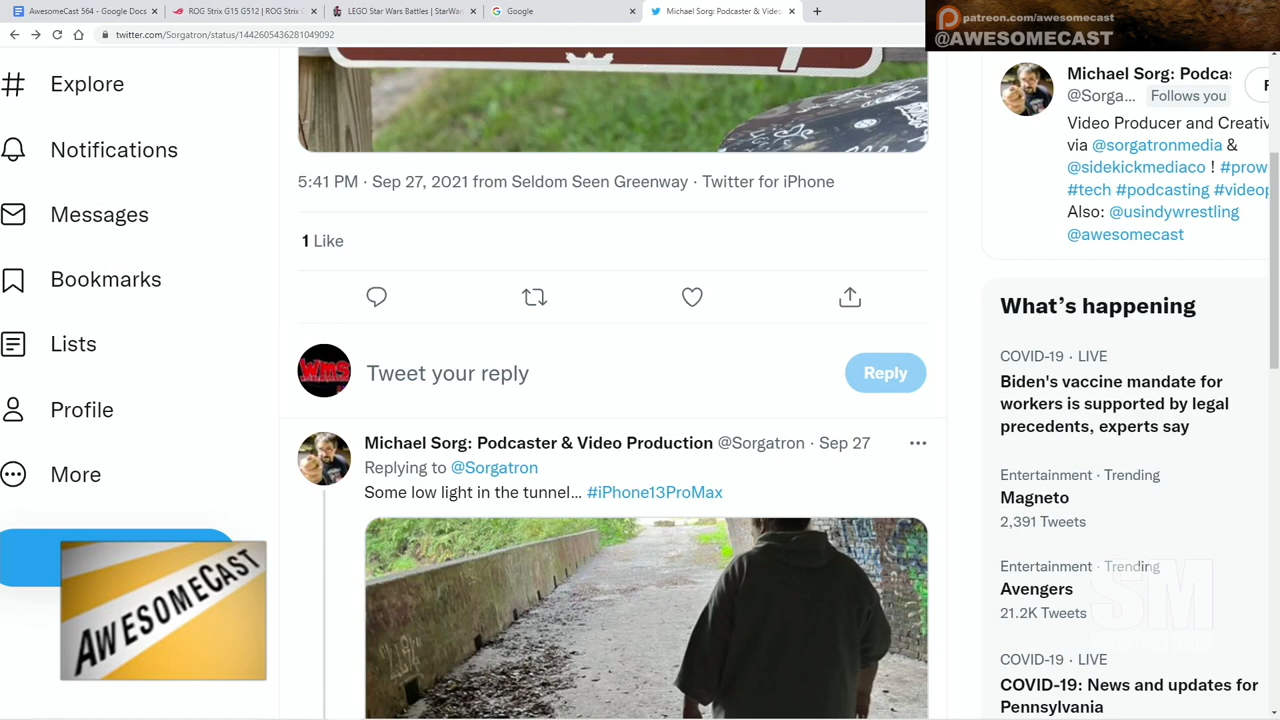 AwesomeCast 564 - Google Docs
ROG Strix G15 G512 | ROG Strix
LEGO Star Wars Battles | StarWar
Google
Michael Sorg: Podcaster & Vide
twitter.com/Sorgatron/status/1442605436281049092
patreon.com/awesomecast
@AWESOMECAST
Explore
Notifications
Messages
Bookmarks
Lists
Profile
More
AWESOMECAST
5:41 PM · Sep 27, 2021 from Seldom Seen Greenway · Twitter for iPhone
1 Like
WMS
Tweet your reply
Reply
Michael Sorg: Podcaster & Video Production @Sorgatron · Sep 27
Replying to @Sorgatron
Some low light in the tunnel... #iPhone13ProMax
Michael Sorg: Podcas
@Sorga... Follows you
Video Producer and Creativ
via @sorgatronmedia &
@sidekickmediaco ! #prow
#tech #podcasting #videop
Also: @usindywrestling
@awesomecast
What's happening
COVID-19 · LIVE
Biden's vaccine mandate for
workers is supported by legal
precedents, experts say
Entertainment · Trending
Magneto
2,391 Tweets
Entertainment · Trending
Avengers
21.2K Tweets
SM
COVID-19 · LIVE
COVID-19: News and updates for
Pennsylvania